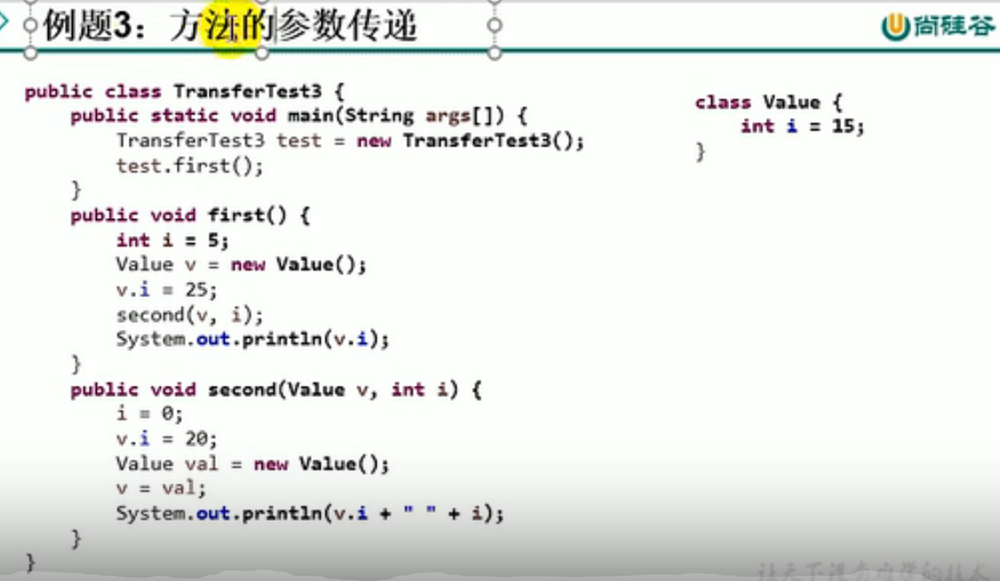 例题3：方法的参数传递
尚硅谷
public class TransferTest3 {
public static void main(String args[]) {
TransferTest3 test = new TransferTest3();
test.first();
}
public void first() {
int i = 5;
Value v = new Value();
v.i = 25;
second(v, i);
System.out.println(v.i);
}
public void second(Value v, int i) {
i = 0;
v.i = 20;
Value val = new Value();
v = val;
System.out.println(v.i + " " + i);
}
}
class Value {
int i = 15;
}
让天下没有难学的技术